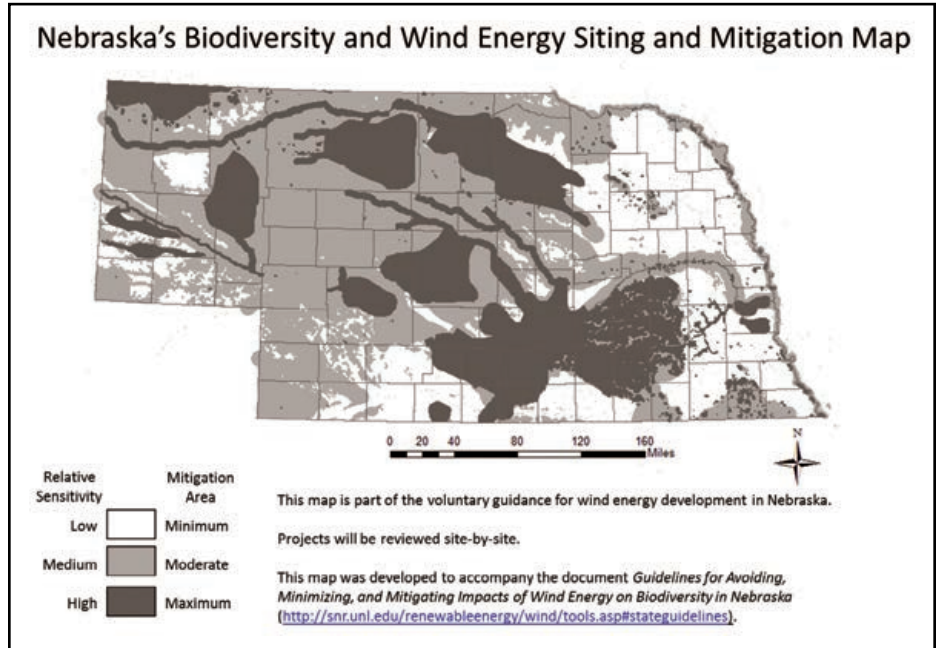 Nebraska's Biodiversity and Wind Energy Siting and Mitigation Map
0 20 40 80 120 160
Miles
N
Relative Sensitivity
Mitigation Area
Low Minimum
Medium Moderate
High Maximum
This map is part of the voluntary guidance for wind energy development in Nebraska.
Projects will be reviewed site-by-site.
This map was developed to accompany the document Guidelines for Avoiding,
Minimizing, and Mitigating Impacts of Wind Energy on Biodiversity in Nebraska
(http://snr.unl.edu/renewableenergy/wind/tools.asp#stateguidelines).